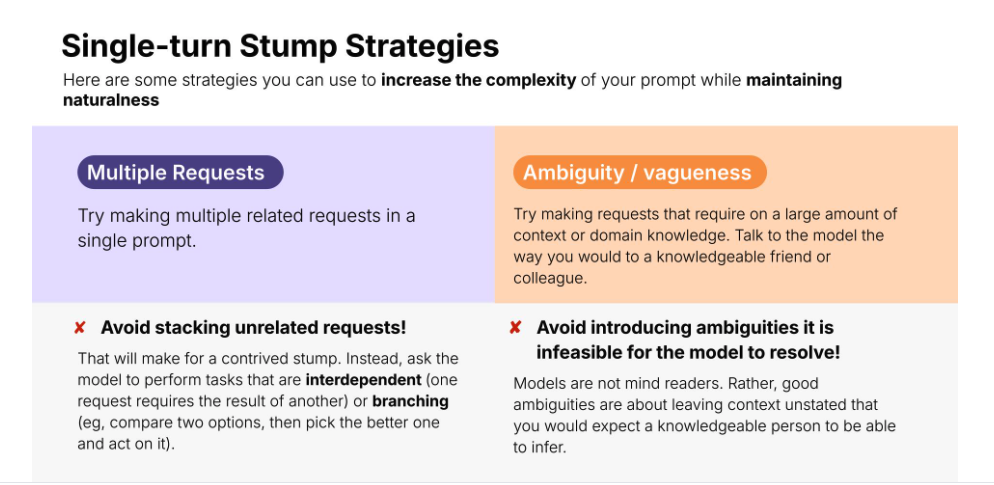 Single-turn Stump Strategies
Here are some strategies you can use to increase the complexity of your prompt while maintaining
naturalness
Multiple Requests
Try making multiple related requests in a
single prompt.
✘ Avoid stacking unrelated requests!
That will make for a contrived stump. Instead, ask the
model to perform tasks that are interdependent (one
request requires the result of another) or branching
(eg, compare two options, then pick the better one
and act on it).
Ambiguity / vagueness
Try making requests that require on a large amount of
context or domain knowledge. Talk to the model the
way you would to a knowledgeable friend or
colleague.
✘ Avoid introducing ambiguities it is
infeasible for the model to resolve!
Models are not mind readers. Rather, good
ambiguities are about leaving context unstated that
you would expect a knowledgeable person to be able
to infer.